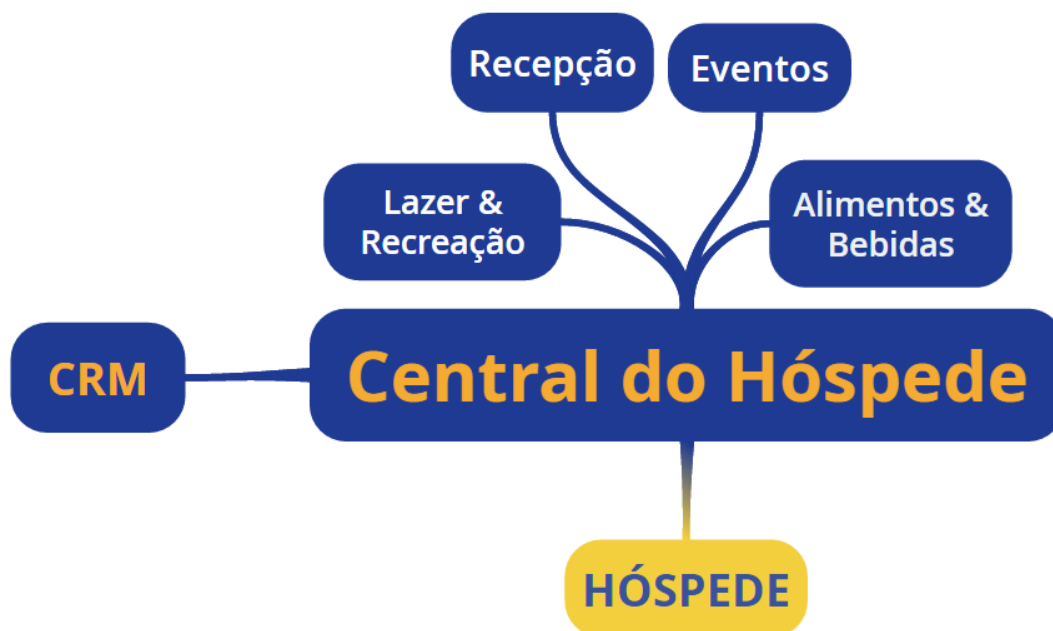 Recepção
Eventos
Lazer &
Recreação
Alimentos &
Bebidas
CRM
Central do Hóspede
HÓSPEDE